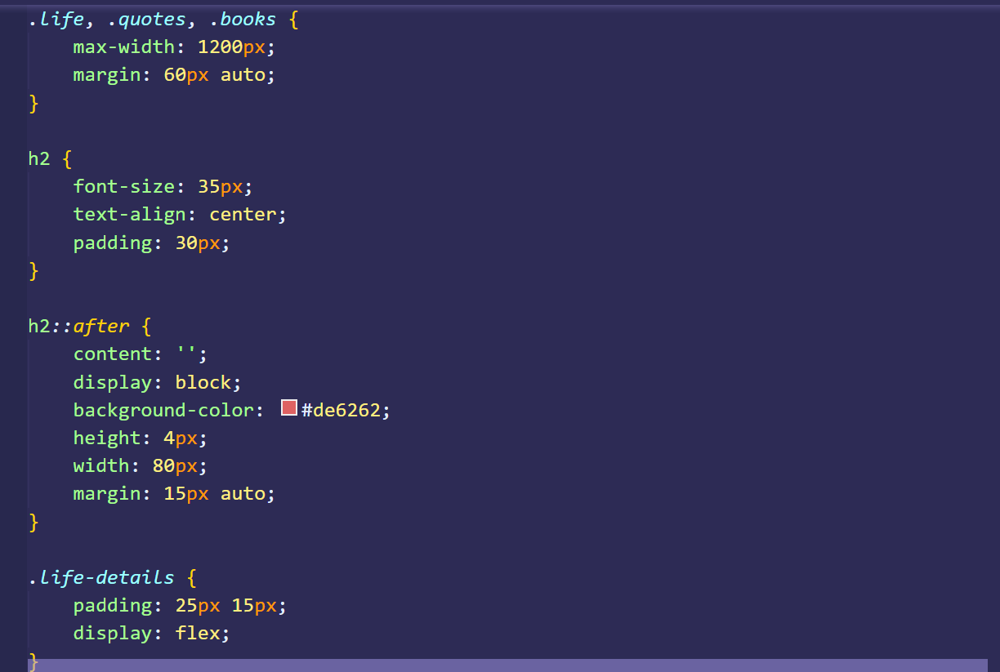 .life, .quotes, .books {
    max-width: 1200px;
    margin: 60px auto;
}

h2 {
    font-size: 35px;
    text-align: center;
    padding: 30px;
}

h2::after {
    content: '';
    display: block;
    background-color: #de6262;
    height: 4px;
    width: 80px;
    margin: 15px auto;
}

.life-details {
    padding: 25px 15px;
    display: flex;
}